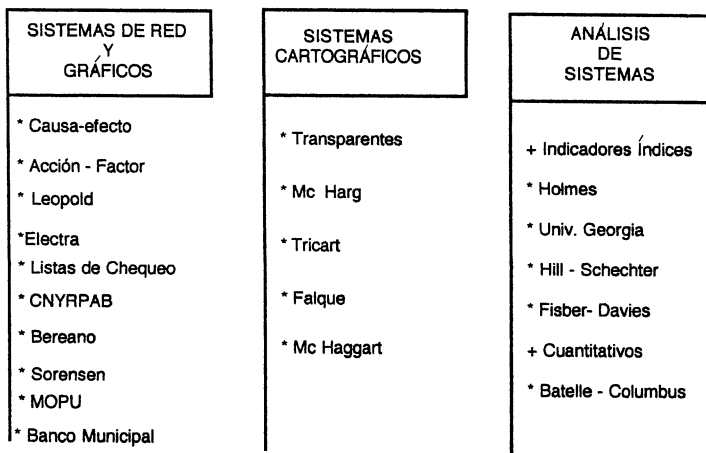 SISTEMAS DE RED
Y
GRÁFICOS
* Causa-efecto
* Acción - Factor
* Leopold
*Electra
* Listas de Chequeo
* CNYRPAB
* Bereano
* Sorensen
* MOPU
* Banco Municipal
SISTEMAS
CARTOGRÁFICOS
* Transparentes
* Mc Harg
* Tricart
* Falque
* Mc Haggart
ANÁLISIS
DE
SISTEMAS
+ Indicadores Índices
* Holmes
* Univ. Georgia
* Hill - Schechter
* Fisber- Davies
+ Cuantitativos
* Batelle - Columbus